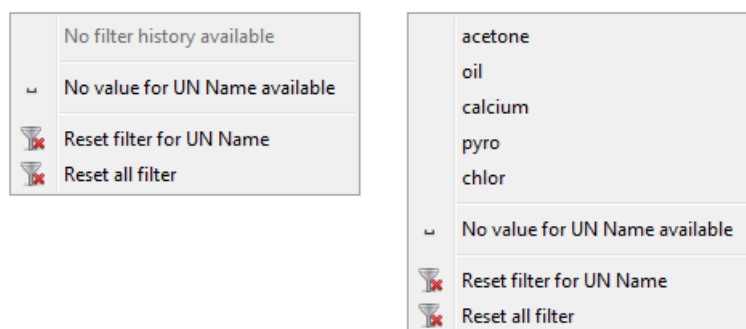 No filter history available
No value for UN Name available
Reset filter for UN Name
Reset all filter
acetone
oil
calcium
pyro
chlor
No value for UN Name available
Reset filter for UN Name
Reset all filter